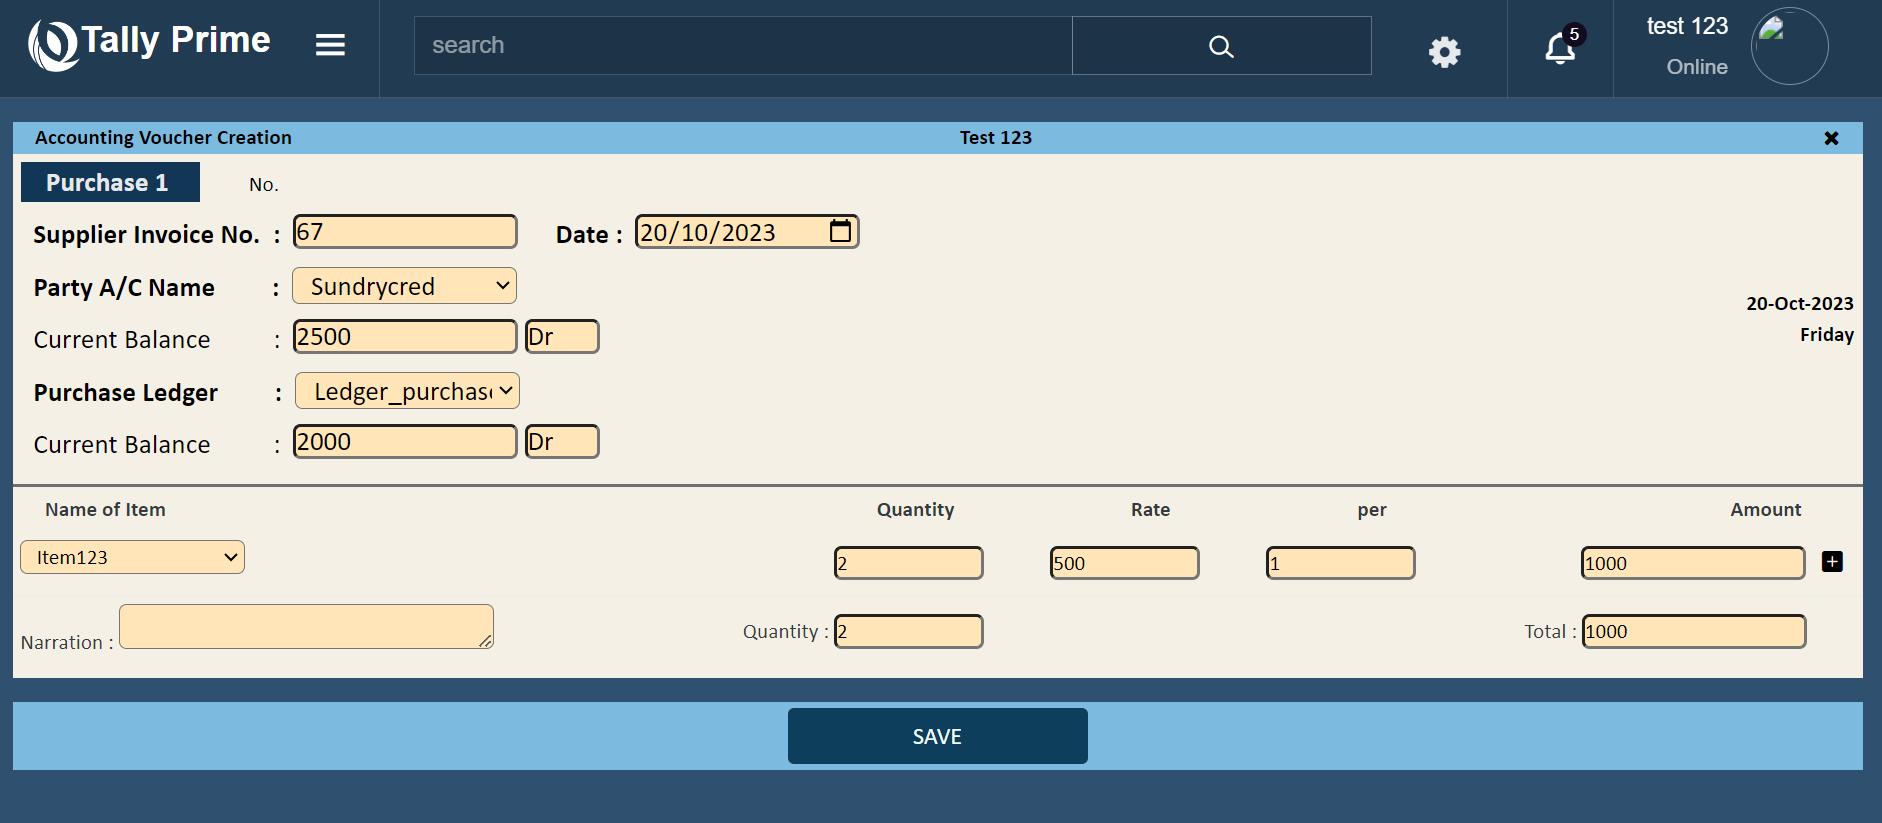 Tally Prime
search
5
test 123
Online
Accounting Voucher Creation Test 123
Purchase 1 No.
Supplier Invoice No. : 67 Date : 20/10/2023
Party A/C Name : Sundrycred
20-Oct-2023
Current Balance : 2500 Dr
Friday
Purchase Ledger : Ledger_purchas
Current Balance : 2000 Dr
Name of Item Quantity Rate per Amount
Item123 2 500 1 1000
Narration : Quantity : 2 Total : 1000
SAVE